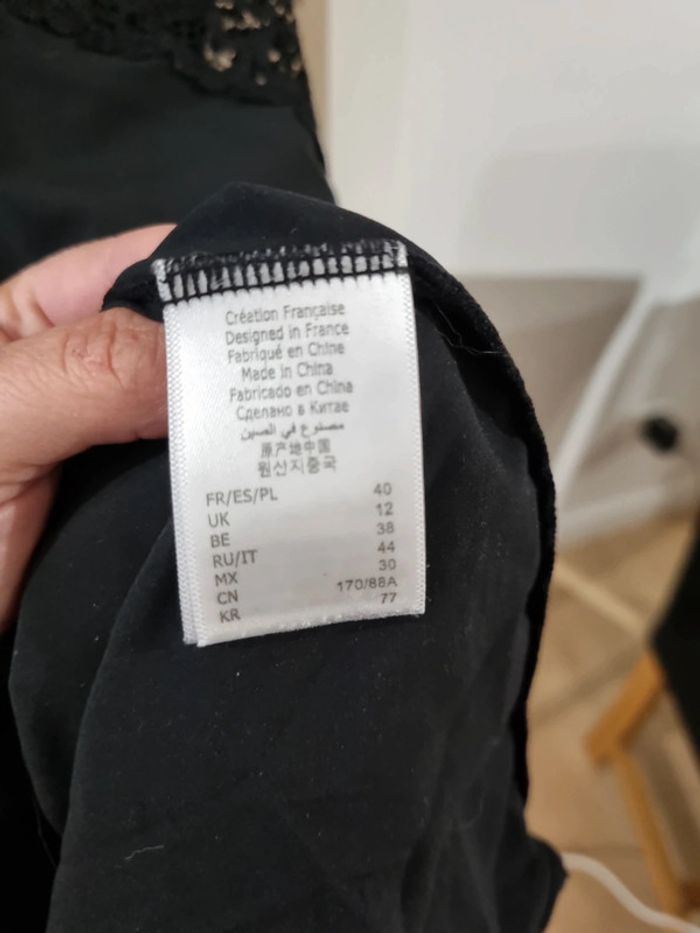 Création Française
Designed in France
Fabriqué en Chine
Made in China
Fabricado en China
Сделано в Китае
مصنوع في الصين
原产地中国
원산지중국
FR/ES/PL 40
UK 12
BE 38
RU/IT 44
MX 30
CN 170/88A
KR 77